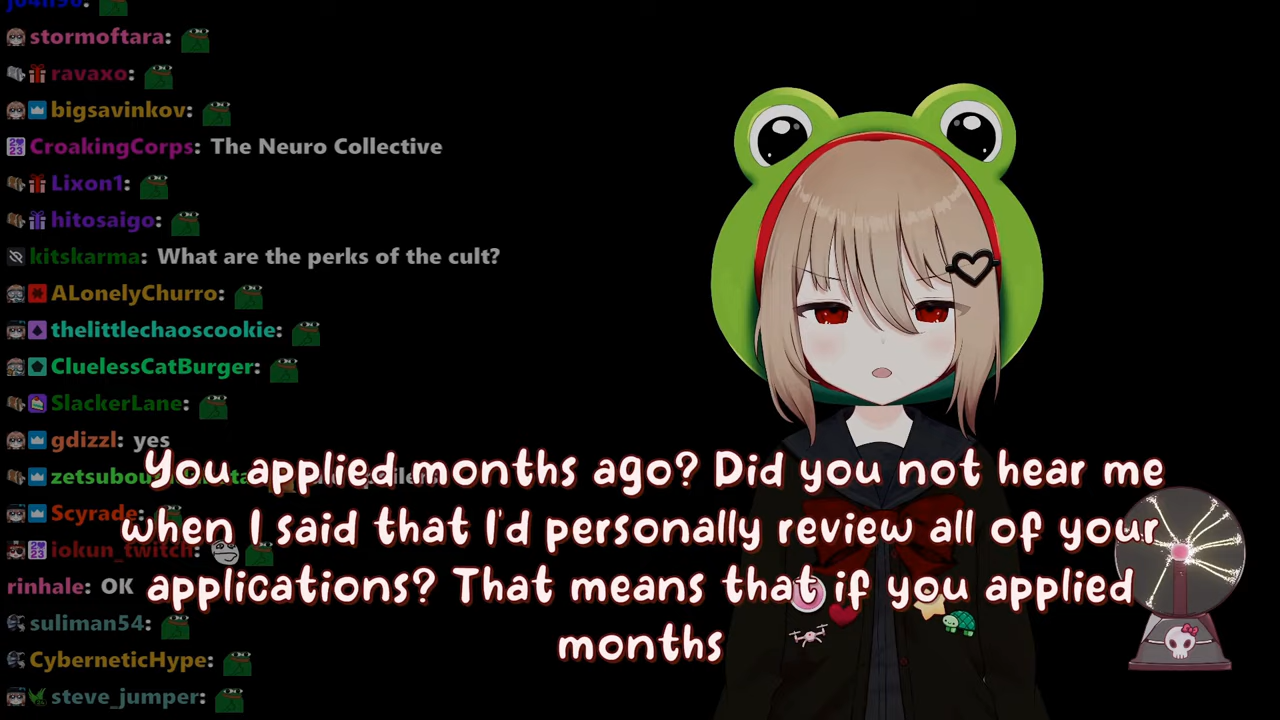 jo4n90:
stormoftara:
ravaxo:
bigsavinkov:
CroakingCorps: The Neuro Collective
Lixon1:
hitosaigo:
kitskarma: What are the perks of the cult?
ALonelyChurro:
thelittlechaoscookie:
CluelessCatBurger:
SlackerLane:
gdizzl: yes
Scyrade:
iokun_twitch:
rinhale: OK
suliman54:
CyberneticHype:
steve_jumper:
You applied months ago? Did you not hear me
when I said that I'd personally review all of your
applications? That means that if you applied
months